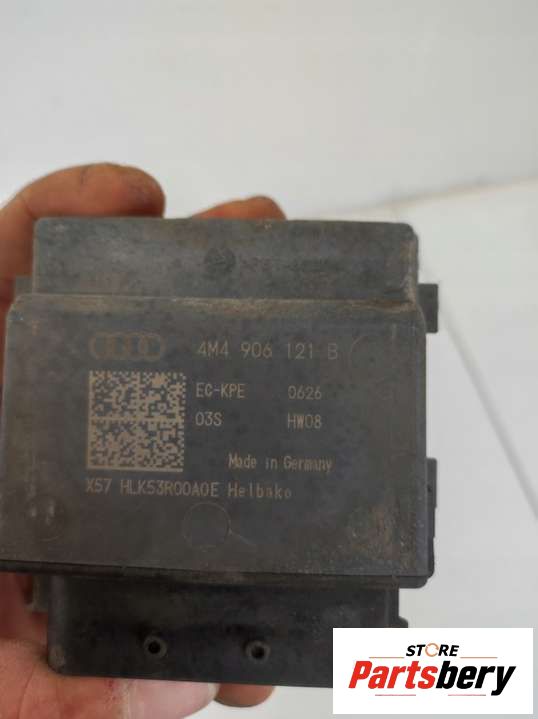 4M4 906 121 B
EC-KPE 0626
03S HW08
Made in Germany
X57 HLK53R00A0E Helbako
STORE
Partsbery